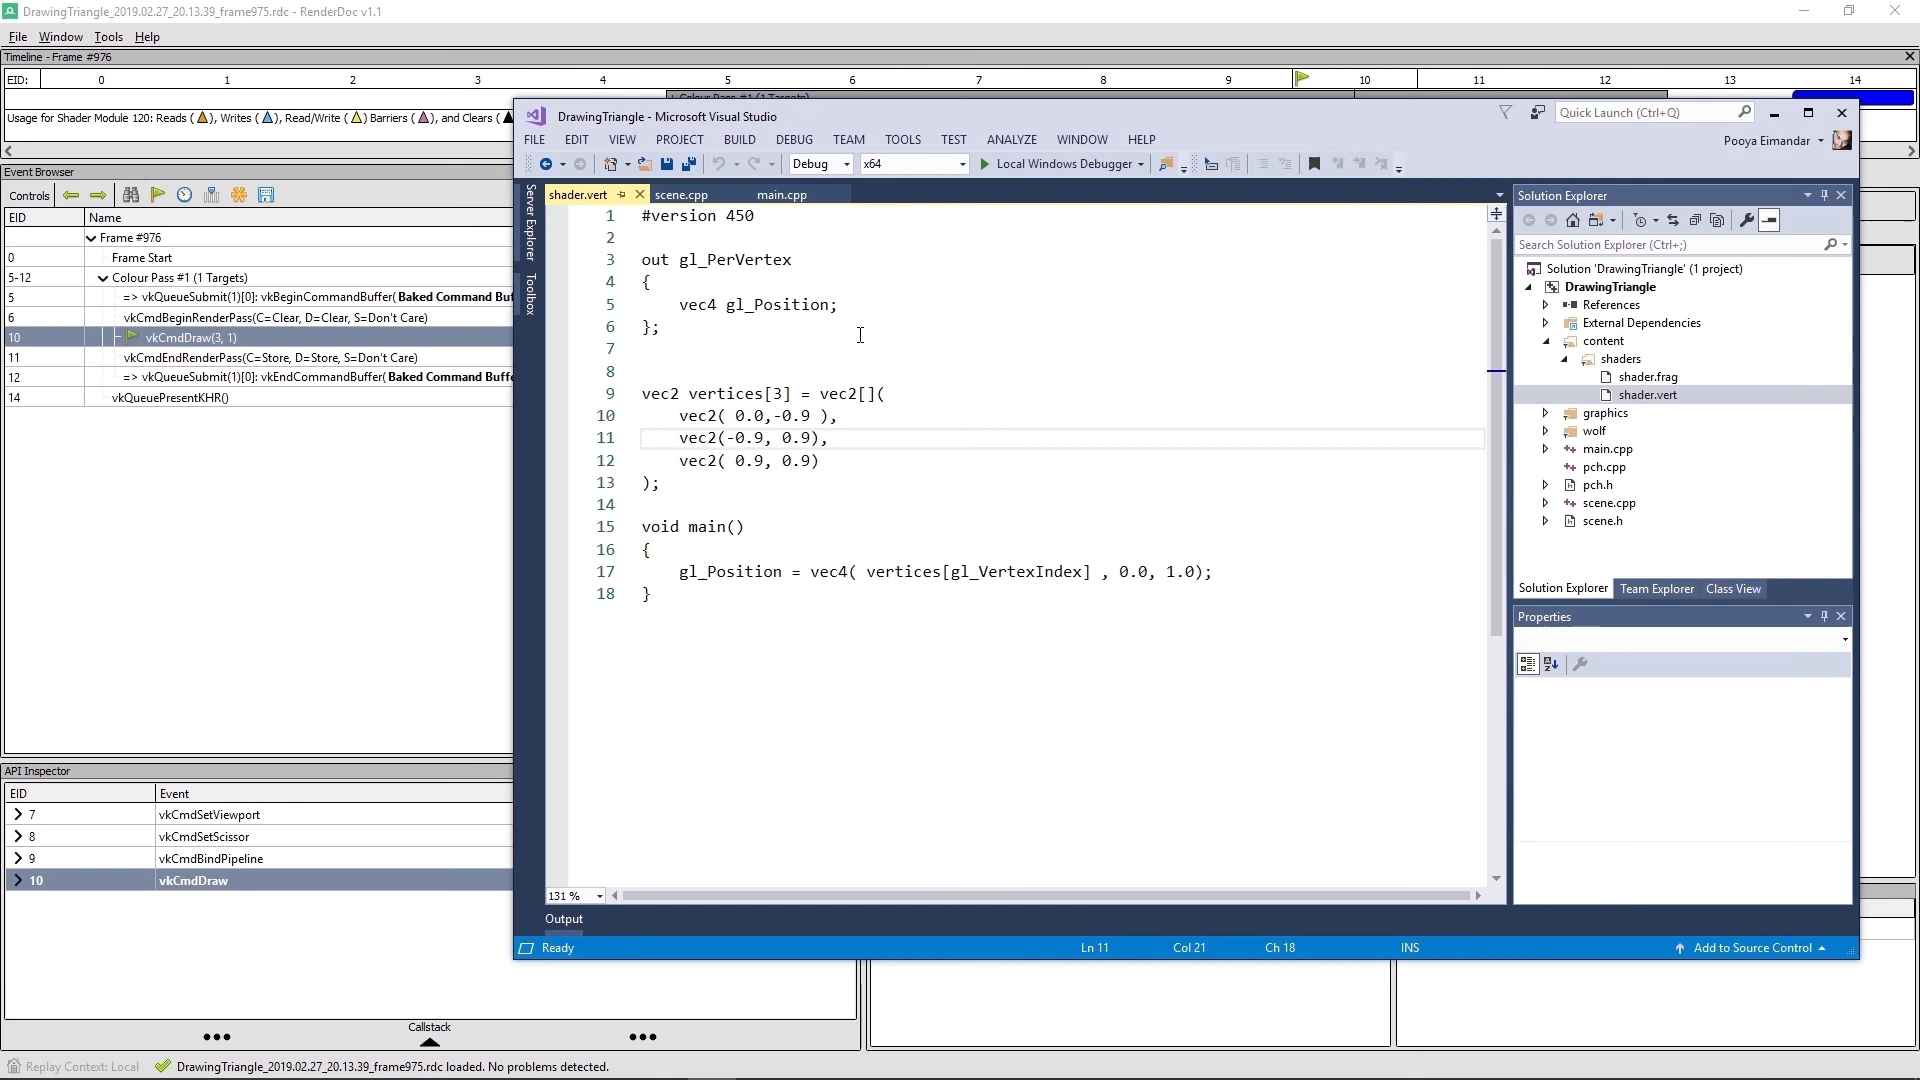 DrawingTriangle_2019.02.27_20.13.39_frame975.rdc - RenderDoc v1.1
File Window Tools Help
Timeline - Frame #976
EID: 0 1 2 3 4 5 6 7 8 9 10 11 12 13 14
Usage for Shader Module 120: Reads ( ), Writes ( ), Read/Write ( ) Barriers ( ), and Clears (
Event Browser
Controls
EID Name
Frame #976
0 Frame Start
5-12 Colour Pass #1 (1 Targets)
5 => vkQueueSubmit(1)[0]: vkBeginCommandBuffer(Baked Command Buf
6 vkCmdBeginRenderPass(C=Clear, D=Clear, S=Don't Care)
10 vkCmdDraw(3, 1)
11 vkCmdEndRenderPass(C=Store, D=Store, S=Don't Care)
12 => vkQueueSubmit(1)[0]: vkEndCommandBuffer(Baked Command Buffe
14 vkQueuePresentKHR()
API Inspector
EID Event
7 vkCmdSetViewport
8 vkCmdSetScissor
9 vkCmdBindPipeline
10 vkCmdDraw
Callstack
Replay Context: Local DrawingTriangle_2019.02.27_20.13.39_frame975.rdc loaded. No problems detected.
DrawingTriangle - Microsoft Visual Studio
Quick Launch (Ctrl+Q)
FILE EDIT VIEW PROJECT BUILD DEBUG TEAM TOOLS TEST ANALYZE WINDOW HELP
Pooya Eimandar
Debug x64 Local Windows Debugger
Server Explorer
Toolbox
shader.vert scene.cpp main.cpp
1 #version 450
2
3 out gl_PerVertex
4 {
5 vec4 gl_Position;
6 };
7
8
9 vec2 vertices[3] = vec2[](
10 vec2( 0.0,-0.9 ),
11 vec2(-0.9, 0.9),
12 vec2( 0.9, 0.9)
13 );
14
15 void main()
16 {
17 gl_Position = vec4( vertices[gl_VertexIndex] , 0.0, 1.0);
18 }
131 %
Output
Ready Ln 11 Col 21 Ch 18 INS Add to Source Control
Solution Explorer
Search Solution Explorer (Ctrl+;)
Solution 'DrawingTriangle' (1 project)
DrawingTriangle
References
External Dependencies
content
shaders
shader.frag
shader.vert
graphics
wolf
main.cpp
pch.cpp
pch.h
scene.cpp
scene.h
Solution Explorer Team Explorer Class View
Properties